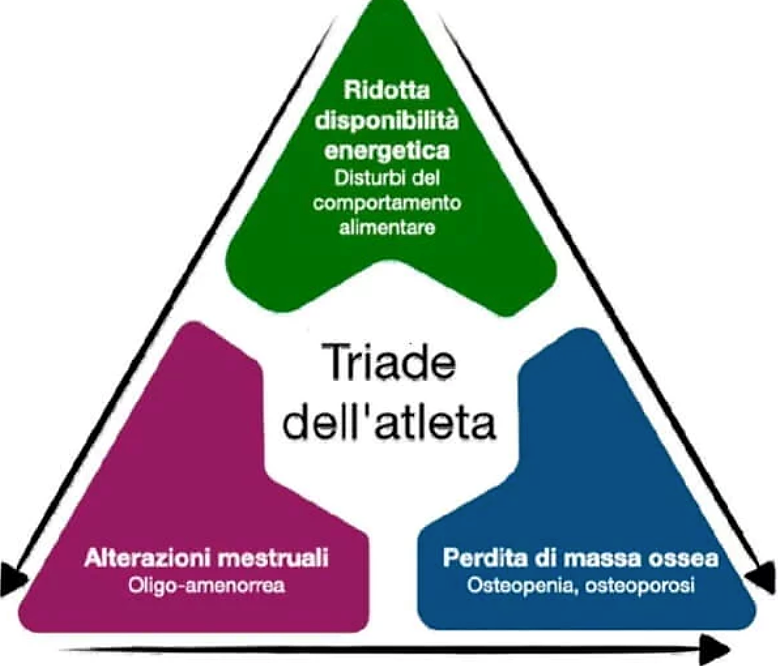 Ridotta
disponibilità
energetica
Disturbi del
comportamento
alimentare
Triade
dell'atleta
Alterazioni mestruali
Oligo-amenorrea
Perdita di massa ossea
Osteopenia, osteoporosi